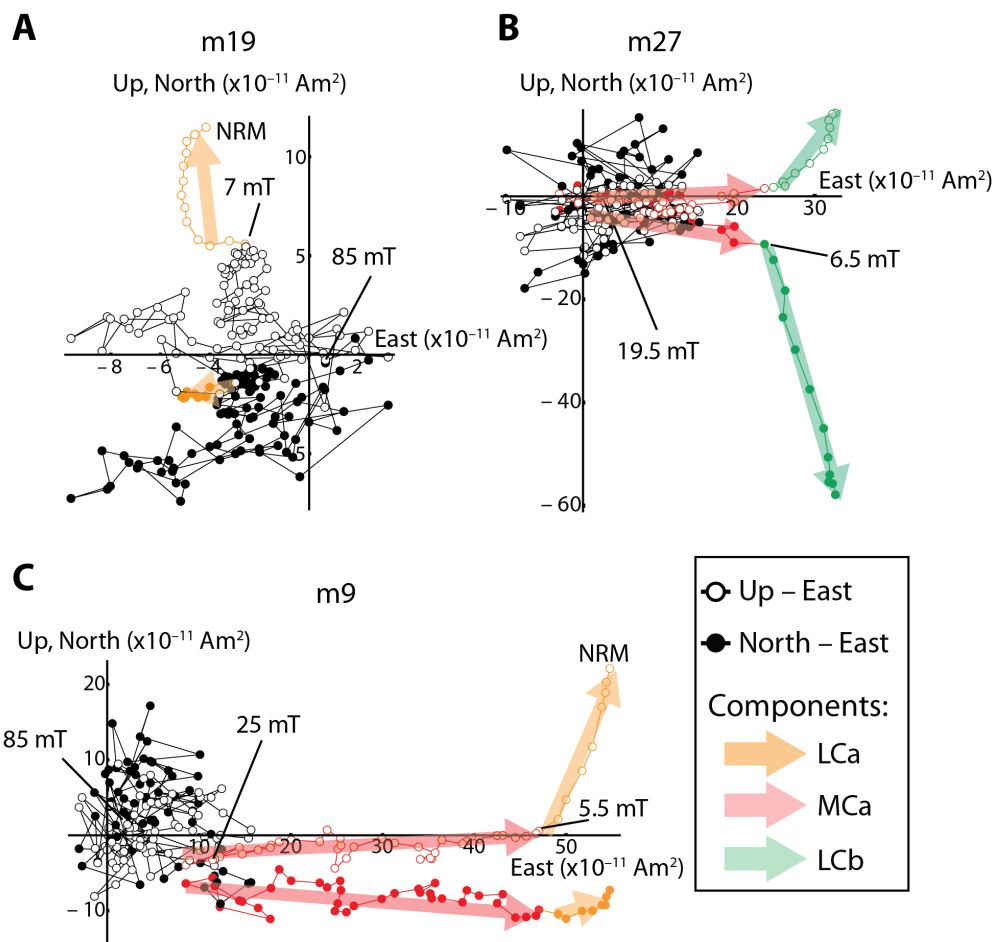 A
m19
Up, North (x10⁻¹¹ Am²)
NRM
10
7 mT
5
85 mT
East (x10⁻¹¹ Am²)
– 8
– 6
– 4
2
5
B
m27
Up, North (x10⁻¹¹ Am²)
East (x10⁻¹¹ Am²)
– 10
20
30
6.5 mT
– 20
19.5 mT
– 40
– 60
C
m9
Up, North (x10⁻¹¹ Am²)
NRM
20
25 mT
85 mT
10
5.5 mT
10
20
30
40
50
East (x10⁻¹¹ Am²)
– 10
Up – East
North – East
Components:
LCa
MCa
LCb